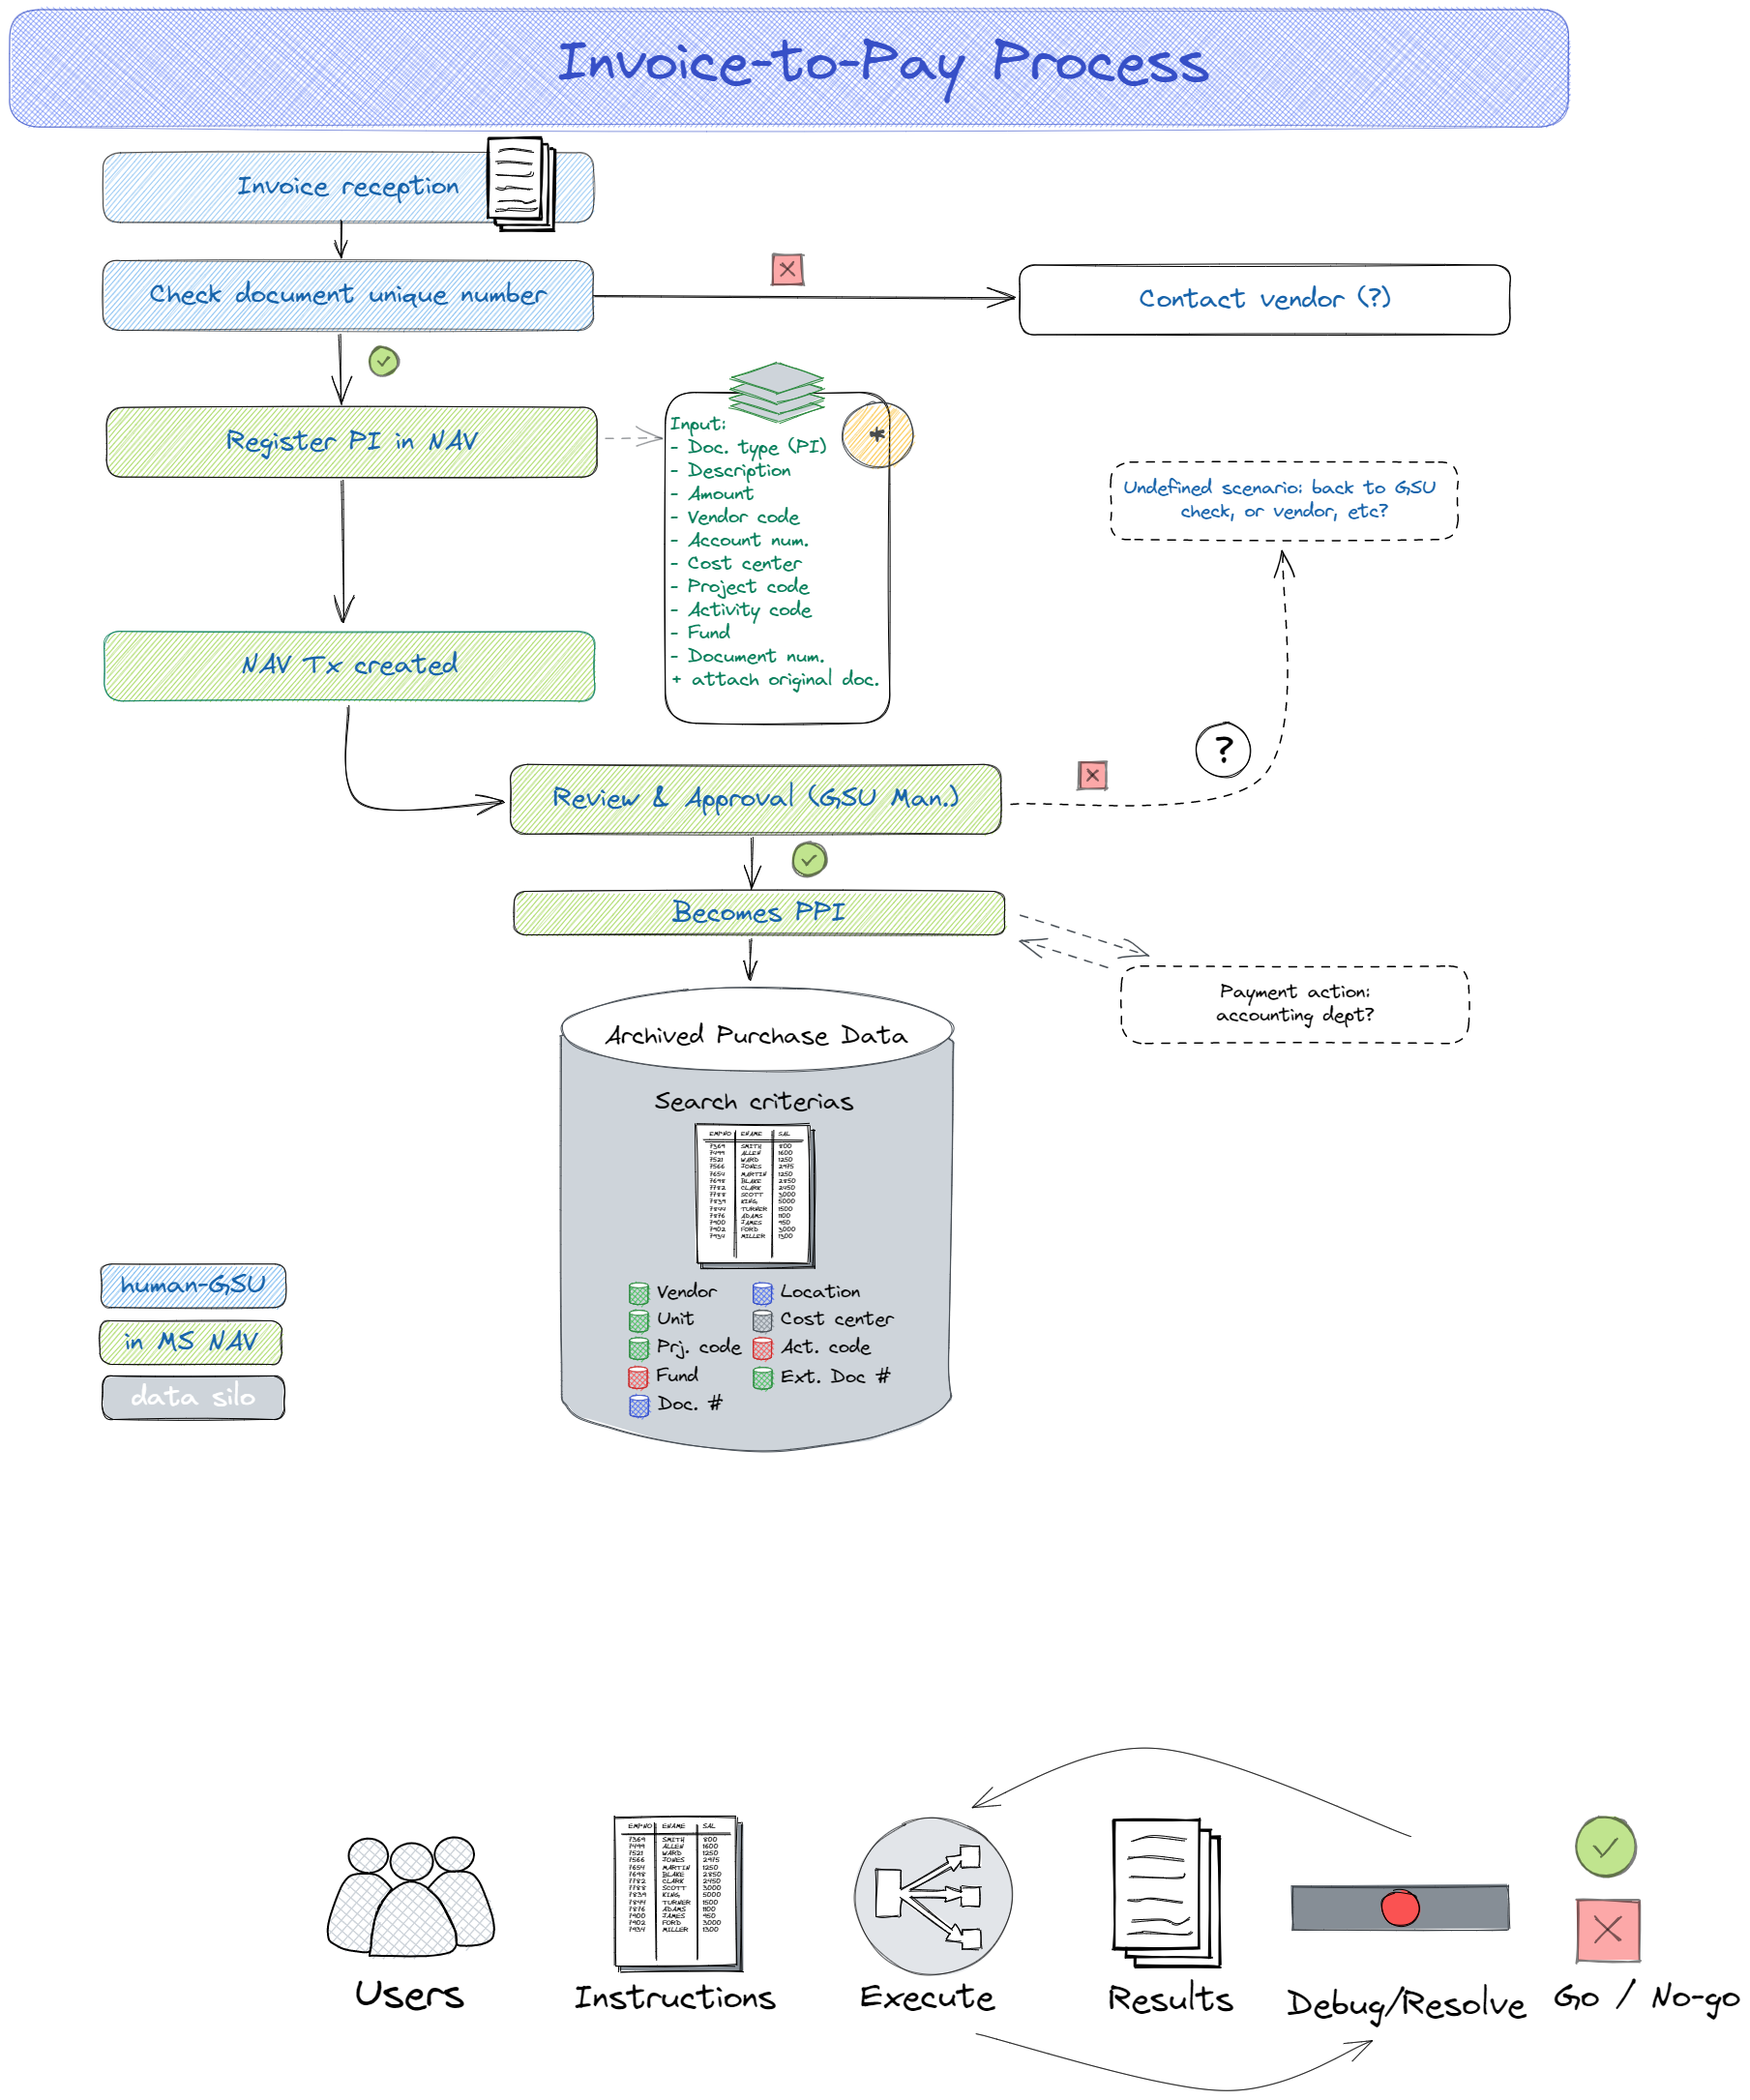 Invoice-to-Pay Process
Invoice reception
Check document unique number
Contact vendor (?)
Register PI in NAV
Input:
- Doc. type (PI)
- Description
- Amount
- Vendor code
- Account num.
- Cost center
- Project code
- Activity code
- Fund
- Document num.
+ attach original doc.
*
Undefined scenario: back to GSU
check, or vendor, etc?
NAV Tx created
?
Review & Approval (GSU Man.)
Becomes PPI
Payment action:
accounting dept?
Archived Purchase Data
Search criterias
EMPNO ENAME SAL
7369 SMITH 800
7499 ALLEN 1600
7521 WARD 1250
7566 JONES 2975
7654 MARTIN 1250
7698 BLAKE 2850
7782 CLARK 2450
7788 SCOTT 3000
7839 KING 5000
7844 TURNER 1500
7876 ADAMS 1100
7900 JAMES 950
7902 FORD 3000
7934 MILLER 1300
Vendor Location
Unit Cost center
Prj. code Act. code
Fund Ext. Doc #
Doc. #
human-GSU
in MS NAV
data silo
EMPNO ENAME SAL
7369 SMITH 800
7499 ALLEN 1600
7521 WARD 1250
7566 JONES 2975
7654 MARTIN 1250
7698 BLAKE 2850
7782 CLARK 2450
7788 SCOTT 3000
7839 KING 5000
7844 TURNER 1500
7876 ADAMS 1100
7900 JAMES 950
7902 FORD 3000
7934 MILLER 1300
Users
Instructions
Execute
Results
Debug/Resolve
Go / No-go